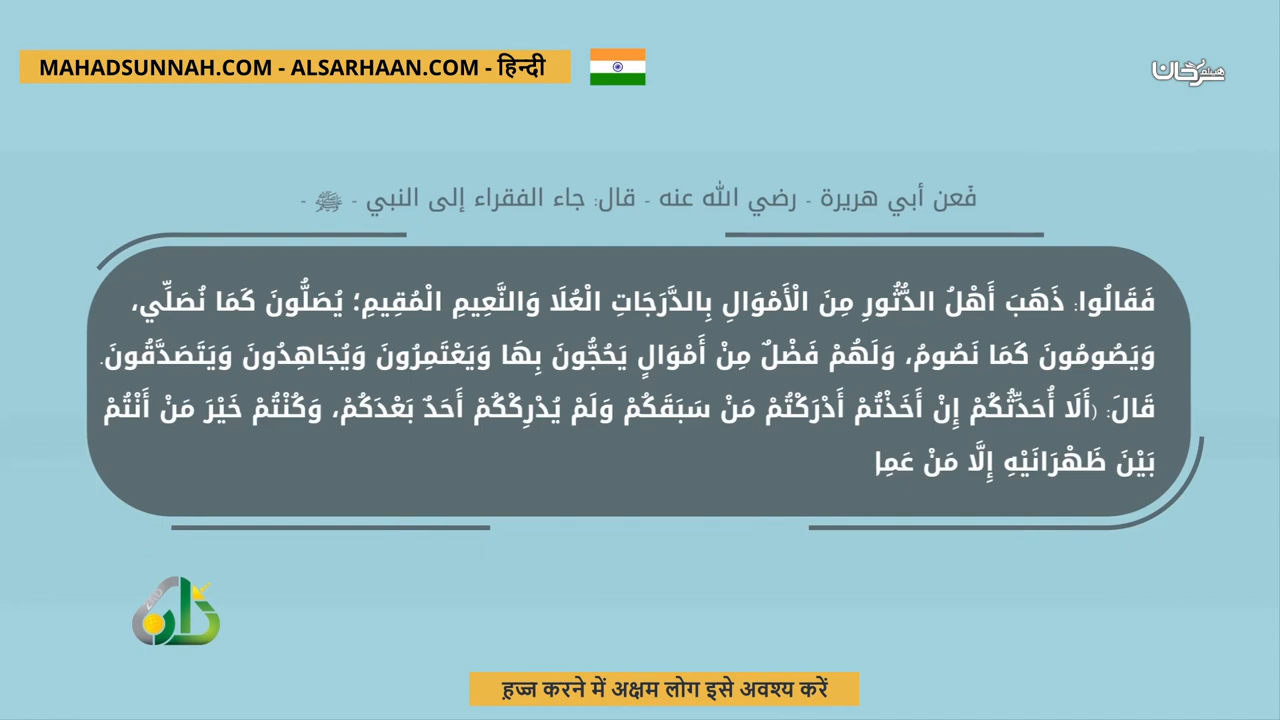 MAHADSUNNAH.COM - ALSARHAAN.COM - हिन्दी
سرحان
فَعن أبي هريرة - رضي الله عنه - قال: جاء الفقراء إلى النبي - ﷺ -
فَقَالُوا: ذَهَبَ أَهْلُ الدُّثُورِ مِنَ الْأَمْوَالِ بِالدَّرَجَاتِ الْعُلَا وَالنَّعِيمِ الْمُقِيمِ؛ يُصَلُّونَ كَمَا نُصَلِّي،
وَيَصُومُونَ كَمَا نَصُومُ، وَلَهُمْ فَضْلٌ مِنْ أَمْوَالٍ يَحُجُّونَ بِهَا وَيَعْتَمِرُونَ وَيُجَاهِدُونَ وَيَتَصَدَّقُونَ.
قَالَ: (أَلَا أُحَدِّثُكُمْ إِنْ أَخَذْتُمْ أَدْرَكْتُمْ مَنْ سَبَقَكُمْ وَلَمْ يُدْرِكْكُمْ أَحَدٌ بَعْدَكُمْ، وَكُنْتُمْ خَيْرَ مَنْ أَنْتُمْ
بَيْنَ ظَهْرَانَيْهِ إِلَّا مَنْ عَمِ
ह़ज्ज करने में अक्षम लोग इसे अवश्य करें